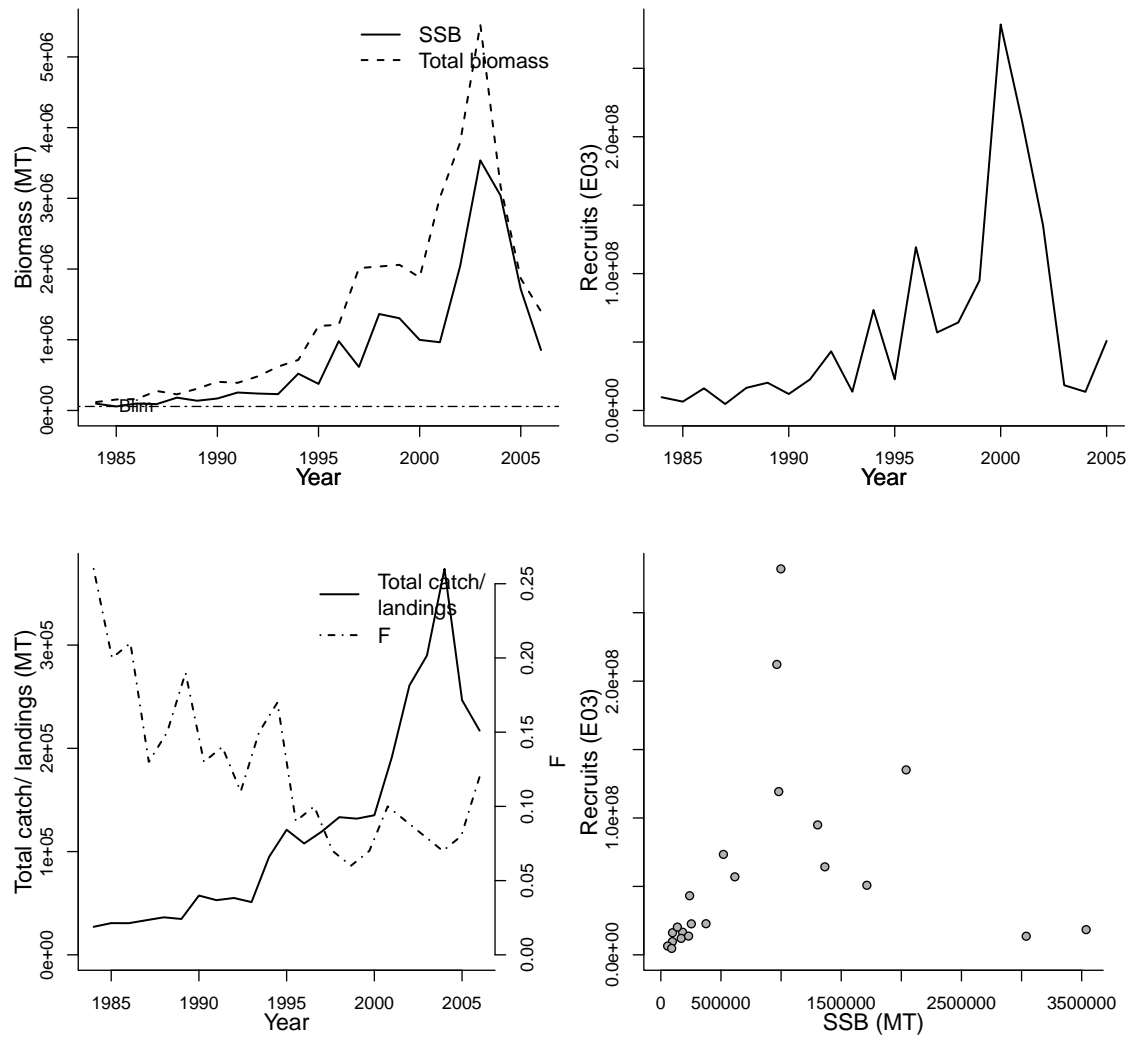 SSB
Total biomass
Biomass (MT)
0e+00 1e+06 2e+06 3e+06 4e+06 5e+06
Blim
1985 1990 1995 2000 2005
Year
Recruits (E03)
0.0e+00 1.0e+08 2.0e+08
1985 1990 1995 2000 2005
Year
Total catch/
landings
F
Total catch/ landings (MT)
0e+00 1e+05 2e+05 3e+05
0.00 0.05 0.10 0.15 0.20 0.25
F
1985 1990 1995 2000 2005
Year
Recruits (E03)
0.0e+00 1.0e+08 2.0e+08
0 500000 1500000 2500000 3500000
SSB (MT)